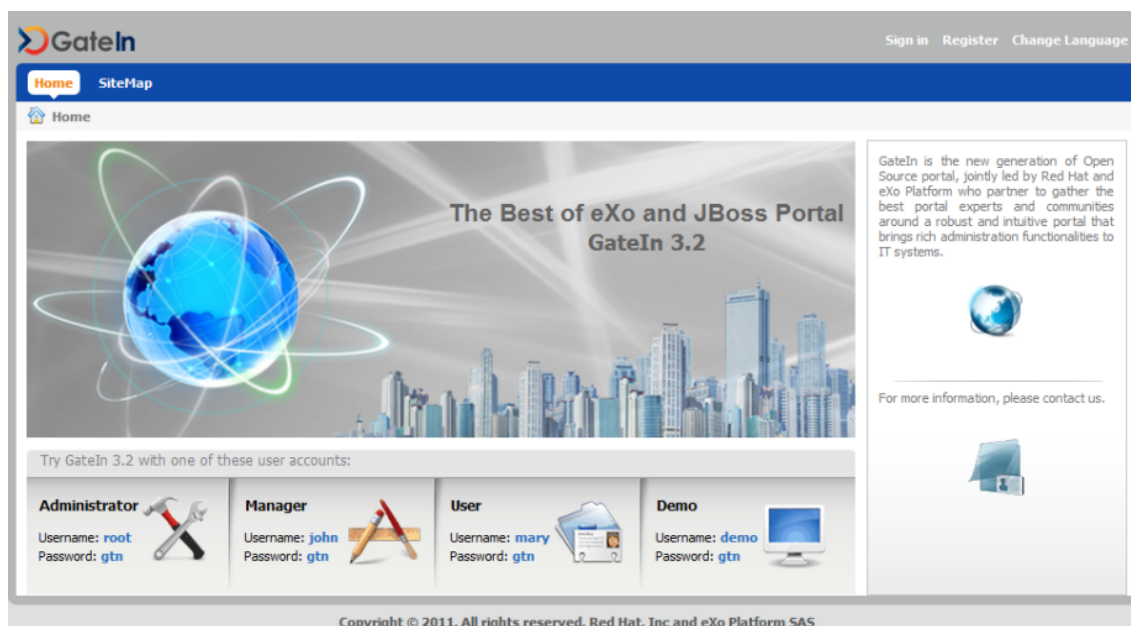 GateIn
Sign in Register Change Language
Home SiteMap
Home
The Best of eXo and JBoss Portal
GateIn 3.2
GateIn is the new generation of Open
Source portal, jointly led by Red Hat and
eXo Platform who partner to gather the
best portal experts and communities
around a robust and intuitive portal that
brings rich administration functionalities to
IT systems.
For more information, please contact us.
Try GateIn 3.2 with one of these user accounts:
Administrator
Username: root
Password: gtn
Manager
Username: john
Password: gtn
User
Username: mary
Password: gtn
Demo
Username: demo
Password: gtn
Copyright © 2011. All rights reserved, Red Hat, Inc and eXo Platform SAS